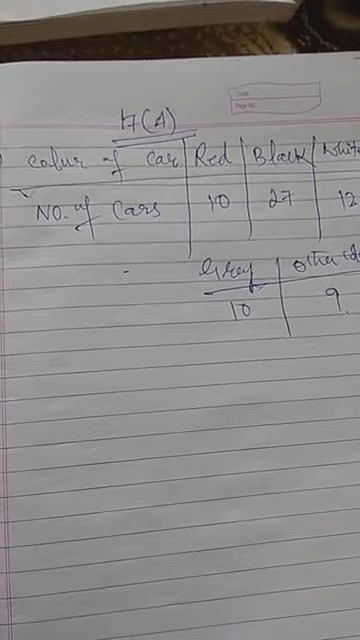 17(A)
Colour of Car Red Black White
No. of Cars 10 27 12
Grey Other
10 9